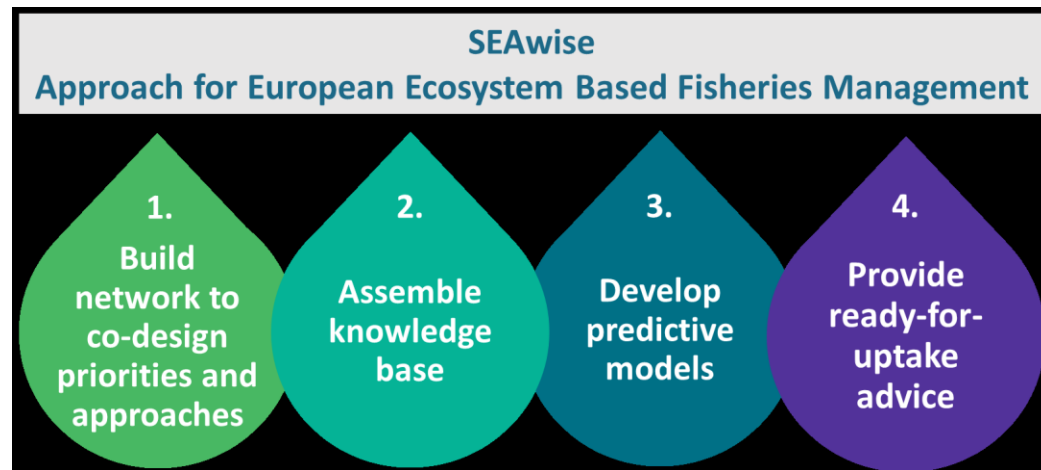 SEAwise
Approach for European Ecosystem Based Fisheries Management
1.
Build
network to
co-design
priorities and
approaches
2.
Assemble
knowledge
base
3.
Develop
predictive
models
4.
Provide
ready-for-
uptake
advice